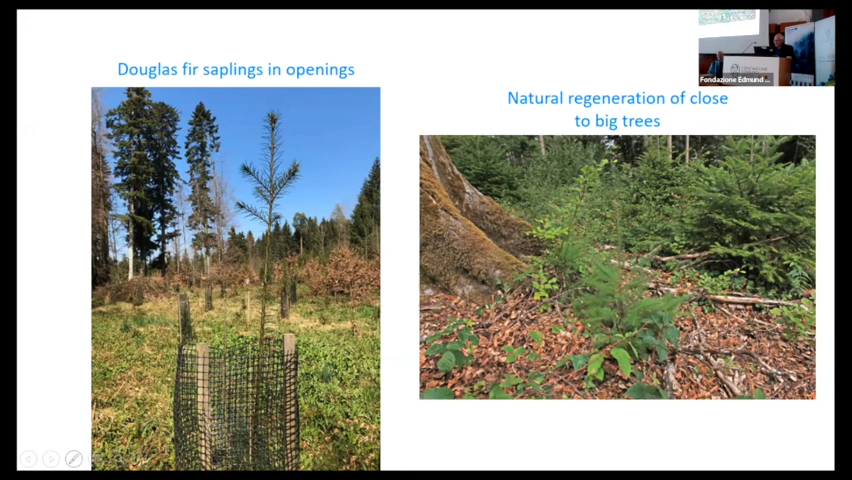 Douglas fir saplings in openings
Natural regeneration of close
to big trees
Fondazione Edmund ...